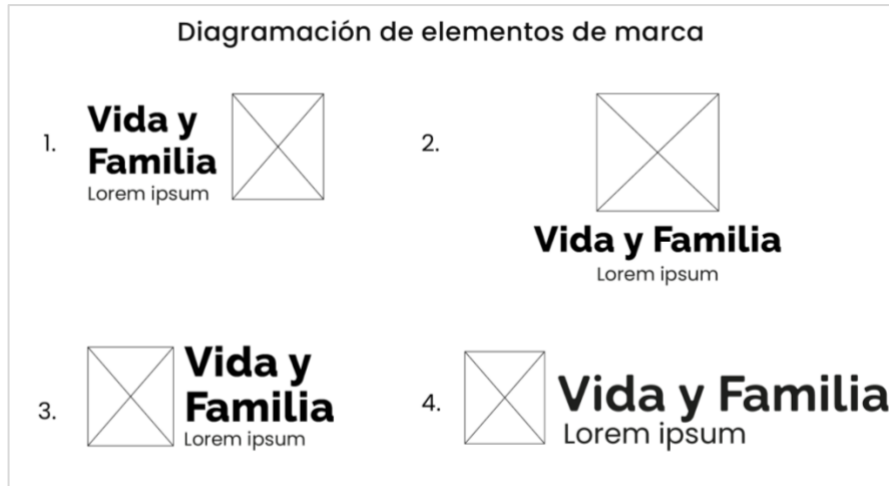 Diagramación de elementos de marca
1.
Vida y
Familia
Lorem ipsum
2.
Vida y Familia
Lorem ipsum
3.
Vida y
Familia
Lorem ipsum
4.
Vida y Familia
Lorem ipsum